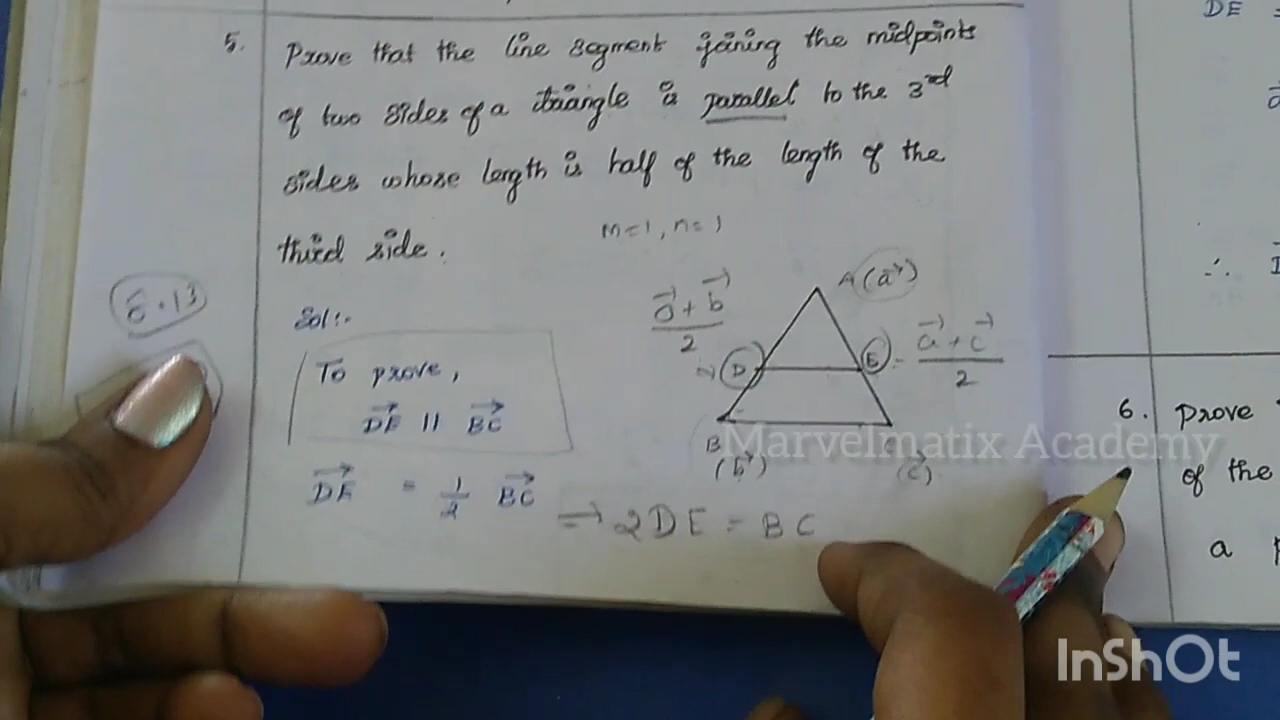 5. Prove that the line segment joining the midpoints
of two sides of a triangle is parallel to the 3rd
sides whose length is half of the length of the
third side.
m=1, n=1
8.13
Sol:-
To prove,
DE || BC
DE = 1/2 BC
⇒ 2DE = BC
A (a)
(a + b)/2
D
E
(a + c)/2
B
(b)
(c)
DE =
∴
6. Prove
of the
a
Marvelmatix Academy
InShOt